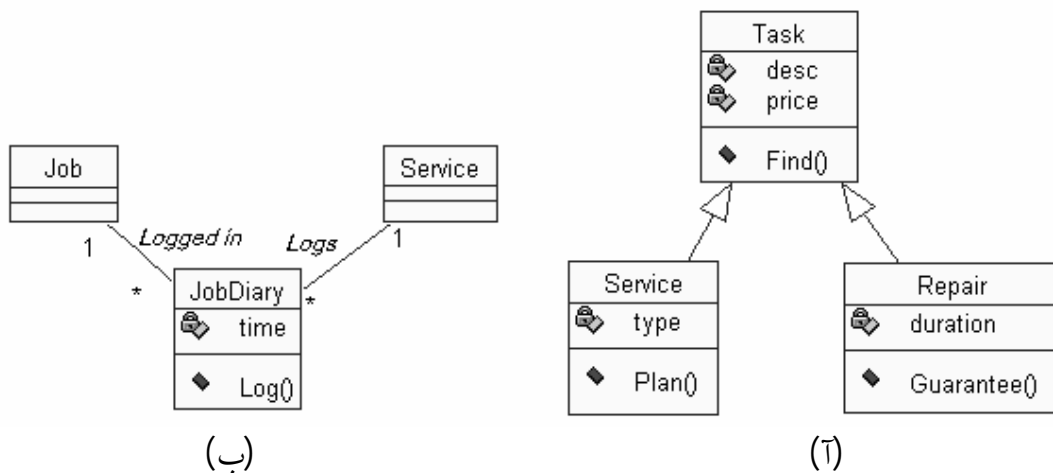 Task
desc
price
Find()
Job
Service
1
Logged in
Logs
1
*
*
JobDiary
time
Log()
Service
type
Plan()
Repair
duration
Guarantee()
(ب)
(آ)